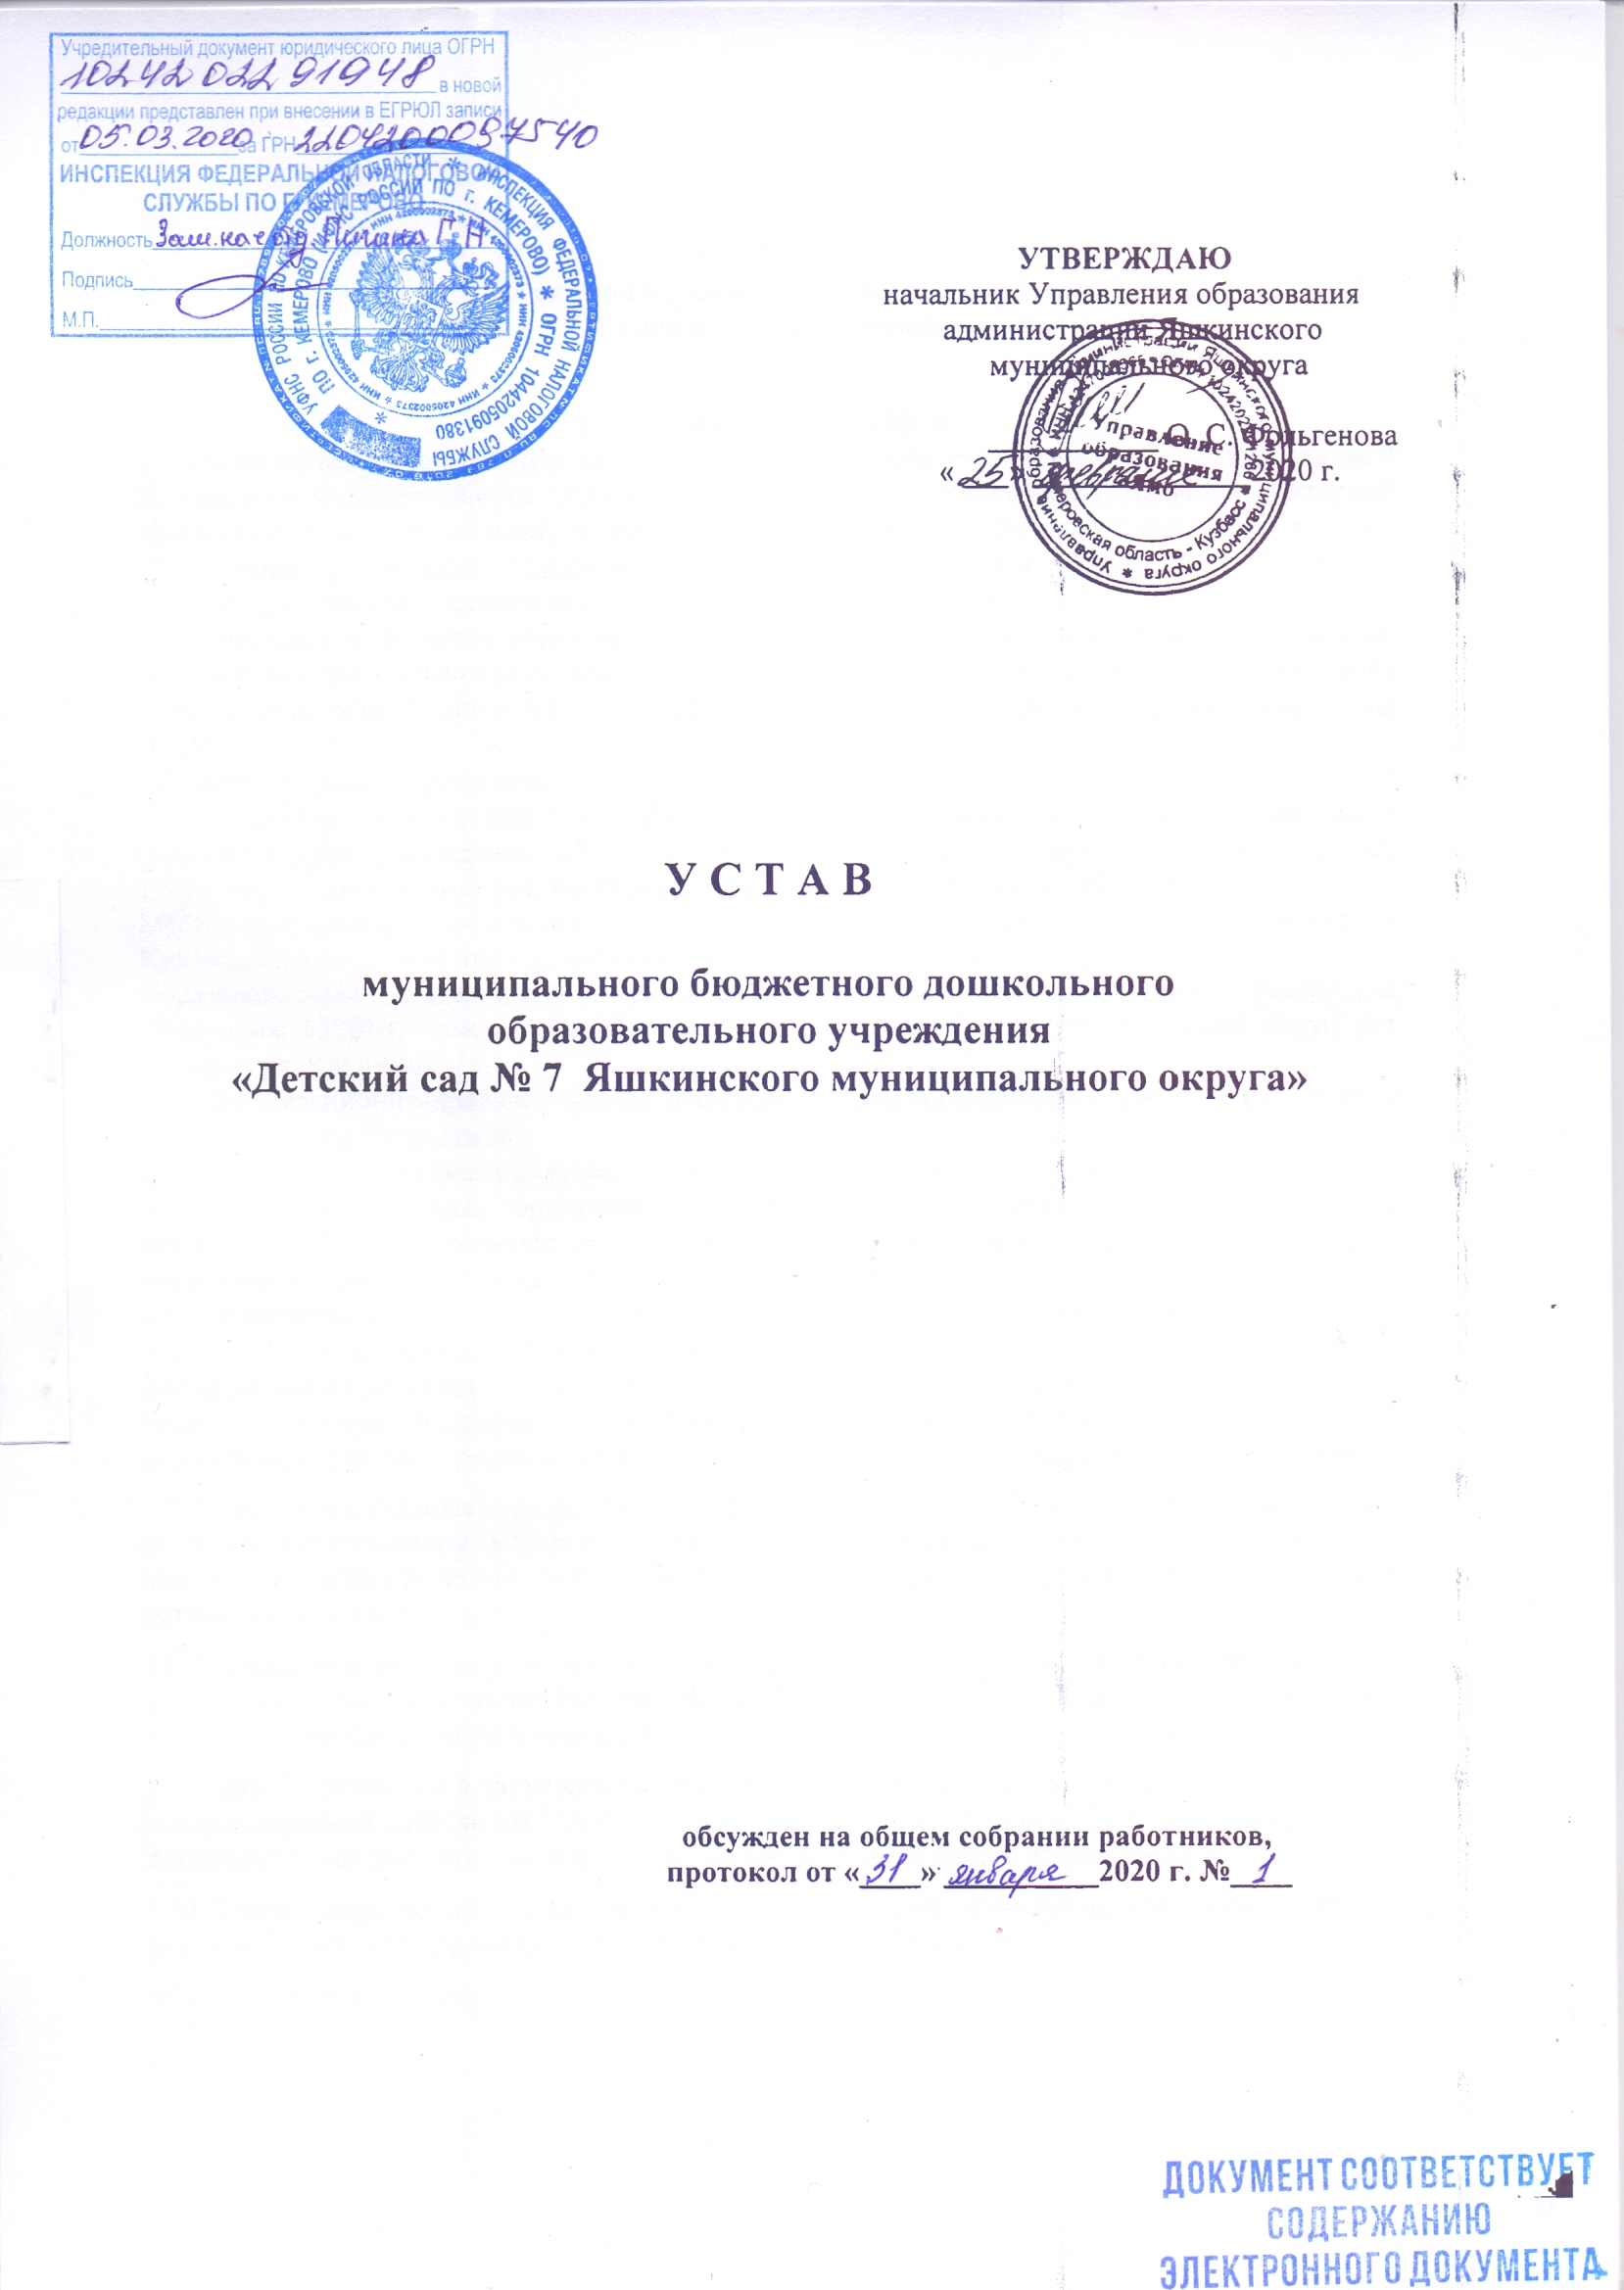 Учредительный документ юридического лица ОГРН
1024202291948 в новой
редакции представлен при внесении в ЕГРЮЛ записи
от 05.03.2020 за ГРН 2204200097540
ИНСПЕКЦИЯ ФЕДЕРАЛЬНОЙ НАЛОГОВОЙ
СЛУЖБЫ ПО Г. КЕМЕРОВО
Должность Зам. нач. отд.
Подпись
М.П.
УТВЕРЖДАЮ
начальник Управления образования
администрации Яшкинского
муниципального округа
О. С. Фольгенова
«25» февраля 2020 г.
Управление
образования
У С Т А В
муниципального бюджетного дошкольного
образовательного учреждения
«Детский сад № 7 Яшкинского муниципального округа»
обсужден на общем собрании работников,
протокол от «31» января 2020 г. № 1
ДОКУМЕНТ СООТВЕТСТВУЕТ
СОДЕРЖАНИЮ
ЭЛЕКТРОННОГО ДОКУМЕНТА